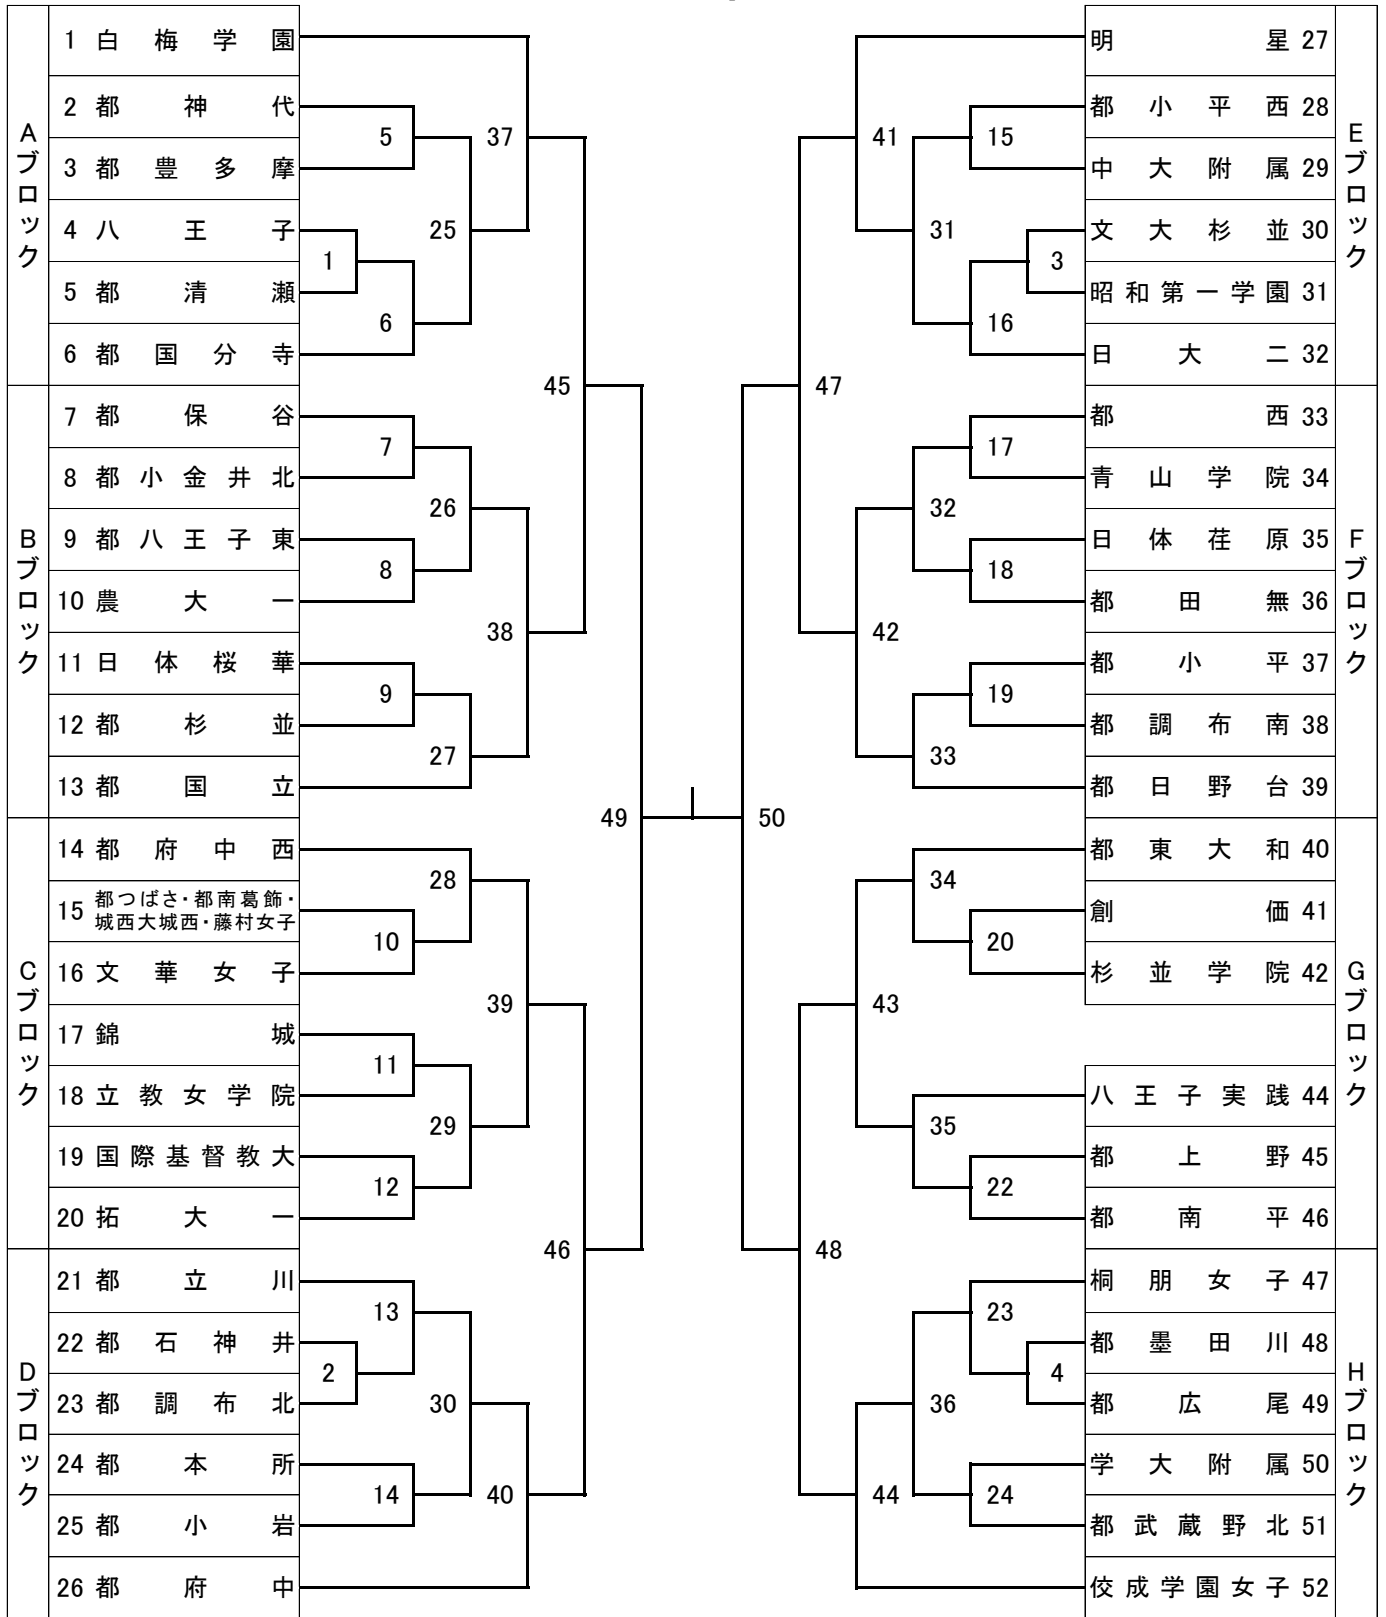 Aブロック
1 白梅学園
2 都神代
3 都豊多摩
4 八王子
5 都清瀬
6 都国分寺
Bブロック
7 都保谷
8 都小金井北
9 都八王子東
10 農大一
11 日体桜華
12 都杉並
13 都国立
Cブロック
14 都府中西
15 都つばさ・都南葛飾・
城西大城西・藤村女子
16 文華女子
17 錦城
18 立教女学院
19 国際基督教大
20 拓大一
Dブロック
21 都立川
22 都石神井
23 都調布北
24 都本所
25 都小岩
26 都府中
1
2
5
6
7
8
9
10
11
12
13
14
25
26
27
28
29
30
37
38
39
40
45
46
49
50
47
48
41
42
43
44
31
32
33
34
35
36
15
16
17
18
19
20
22
23
24
3
4
Eブロック
明星 27
都小平西 28
中大附属 29
文大杉並 30
昭和第一学園 31
日大二 32
Fブロック
都西 33
青山学院 34
日体荏原 35
都田無 36
都小平 37
都調布南 38
都日野台 39
Gブロック
都東大和 40
創価 41
杉並学院 42
八王子実践 44
都上野 45
都南平 46
Hブロック
桐朋女子 47
都墨田川 48
都広尾 49
学大附属 50
都武蔵野北 51
佼成学園女子 52